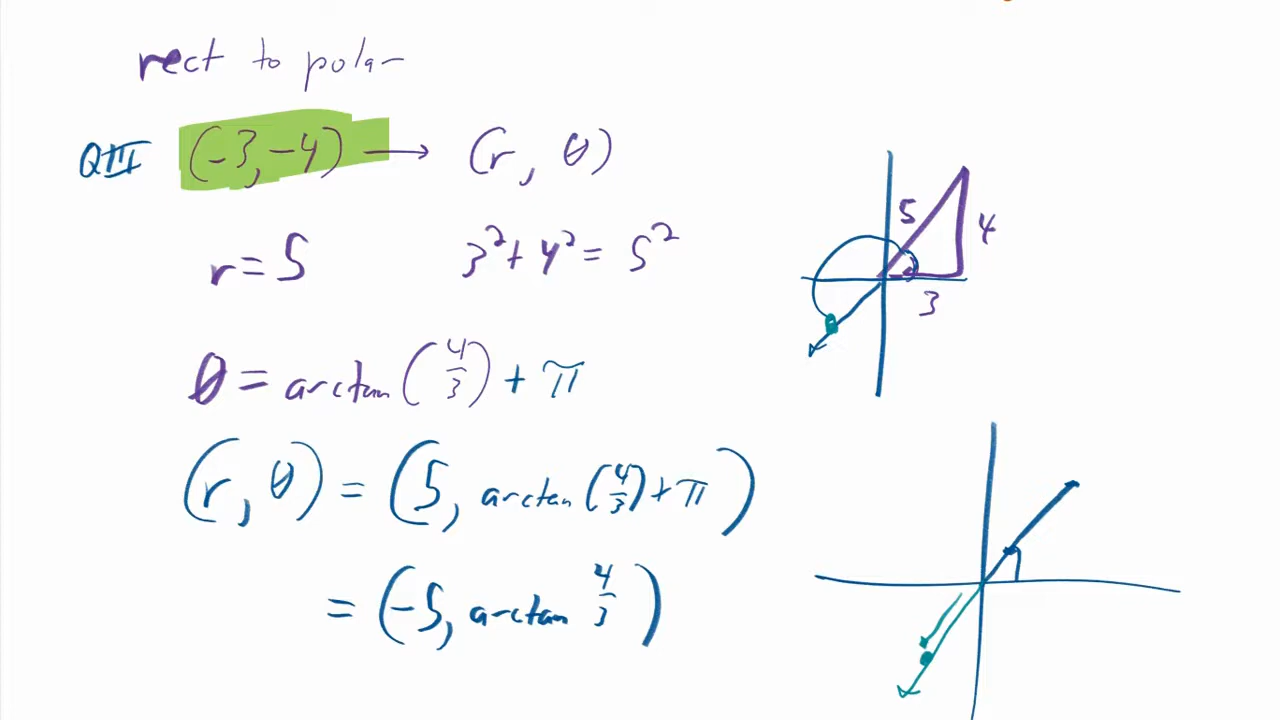 rect to polar
QIII (-3, -4) → (r, θ)
r = 5 3² + 4² = 5²
5
4
3
θ = arctan (4/3) + π
(r, θ) = (5, arctan (4/3) + π)
= (-5, arctan 4/3)